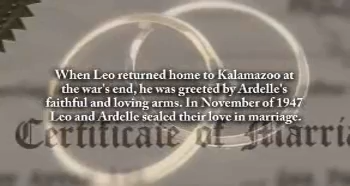 When Leo returned home to Kalamazoo at
the war's end, he was greeted by Ardelle's
faithful and loving arms. In November of 1947
Leo and Ardelle sealed their love in marriage.
Certificate of Marria